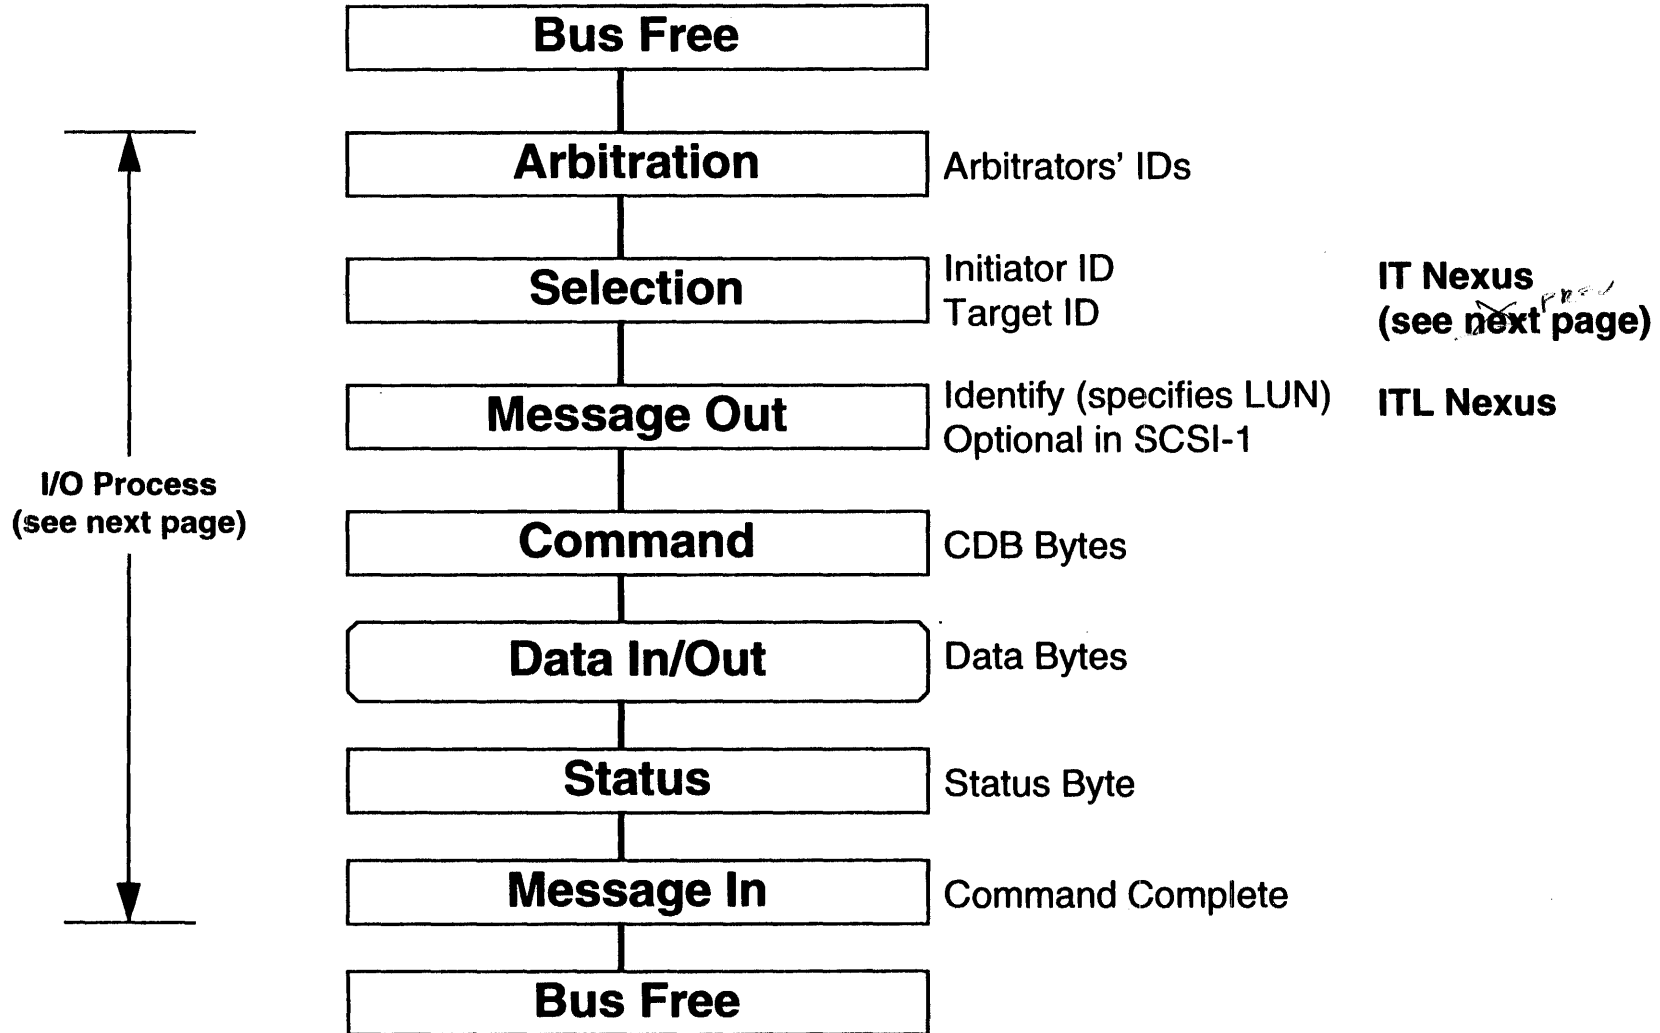 Bus Free
Arbitration
Arbitrators' IDs
Selection
Initiator ID
Target ID
IT Nexus
(see next page)
Message Out
Identify (specifies LUN)
Optional in SCSI-1
ITL Nexus
I/O Process
(see next page)
Command
CDB Bytes
Data In/Out
Data Bytes
Status
Status Byte
Message In
Command Complete
Bus Free